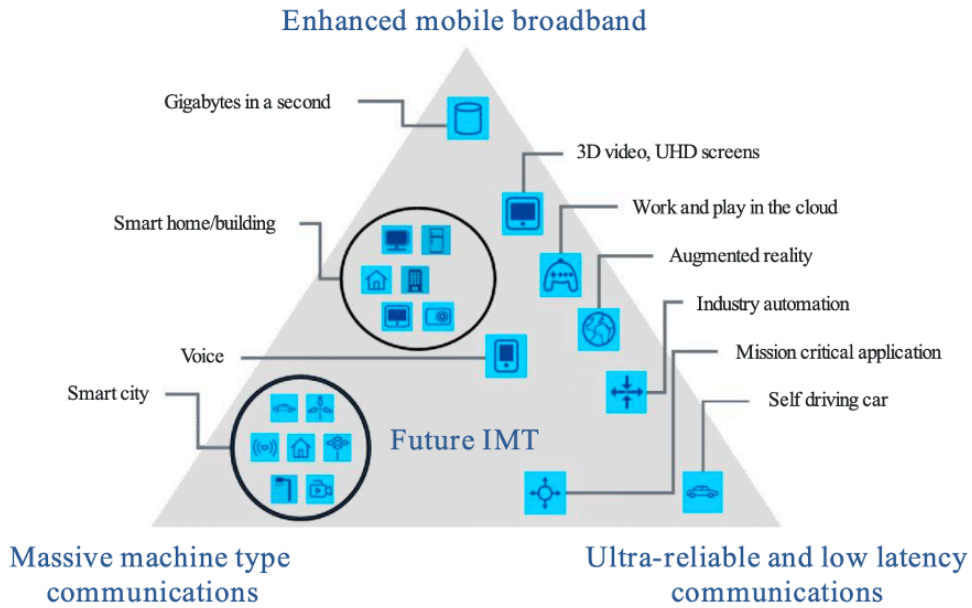 Enhanced mobile broadband
Gigabytes in a second
3D video, UHD screens
Smart home/building
Work and play in the cloud
Augmented reality
Industry automation
Voice
Mission critical application
Smart city
Self driving car
Future IMT
Massive machine type
communications
Ultra-reliable and low latency
communications